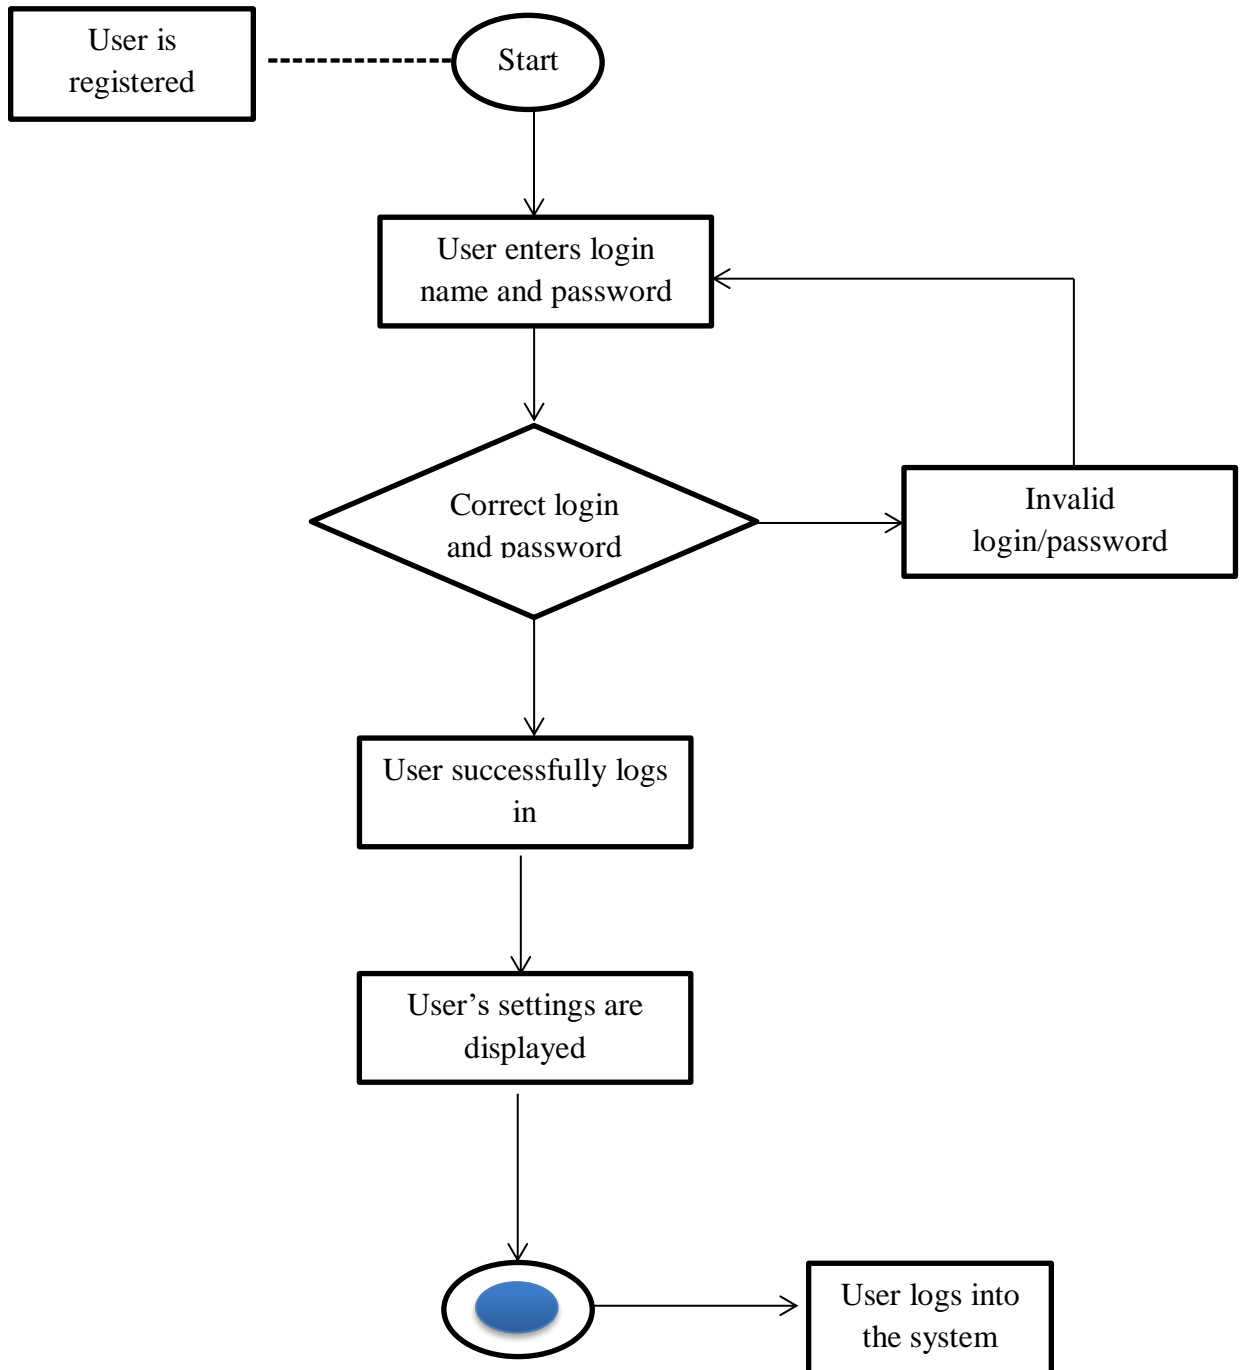 User is
registered
Start
User enters login
name and password
Correct login
and password
Invalid
login/password
User successfully logs
in
User’s settings are
displayed
User logs into
the system